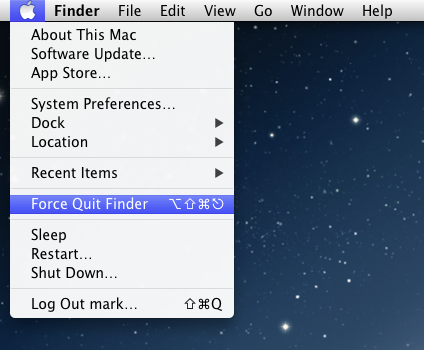 Finder File Edit View Go Window Help
About This Mac
Software Update…
App Store…
System Preferences…
Dock ▶
Location ▶
Recent Items ▶
Force Quit Finder ⌥⇧⌘⎋
Sleep
Restart…
Shut Down…
Log Out mark… ⇧⌘Q